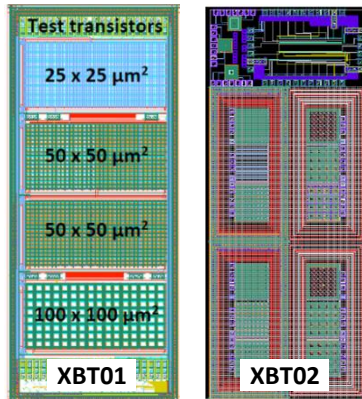 Test transistors
25 x 25 µm²
50 x 50 µm²
50 x 50 µm²
100 x 100 µm²
XBT01
XBT02